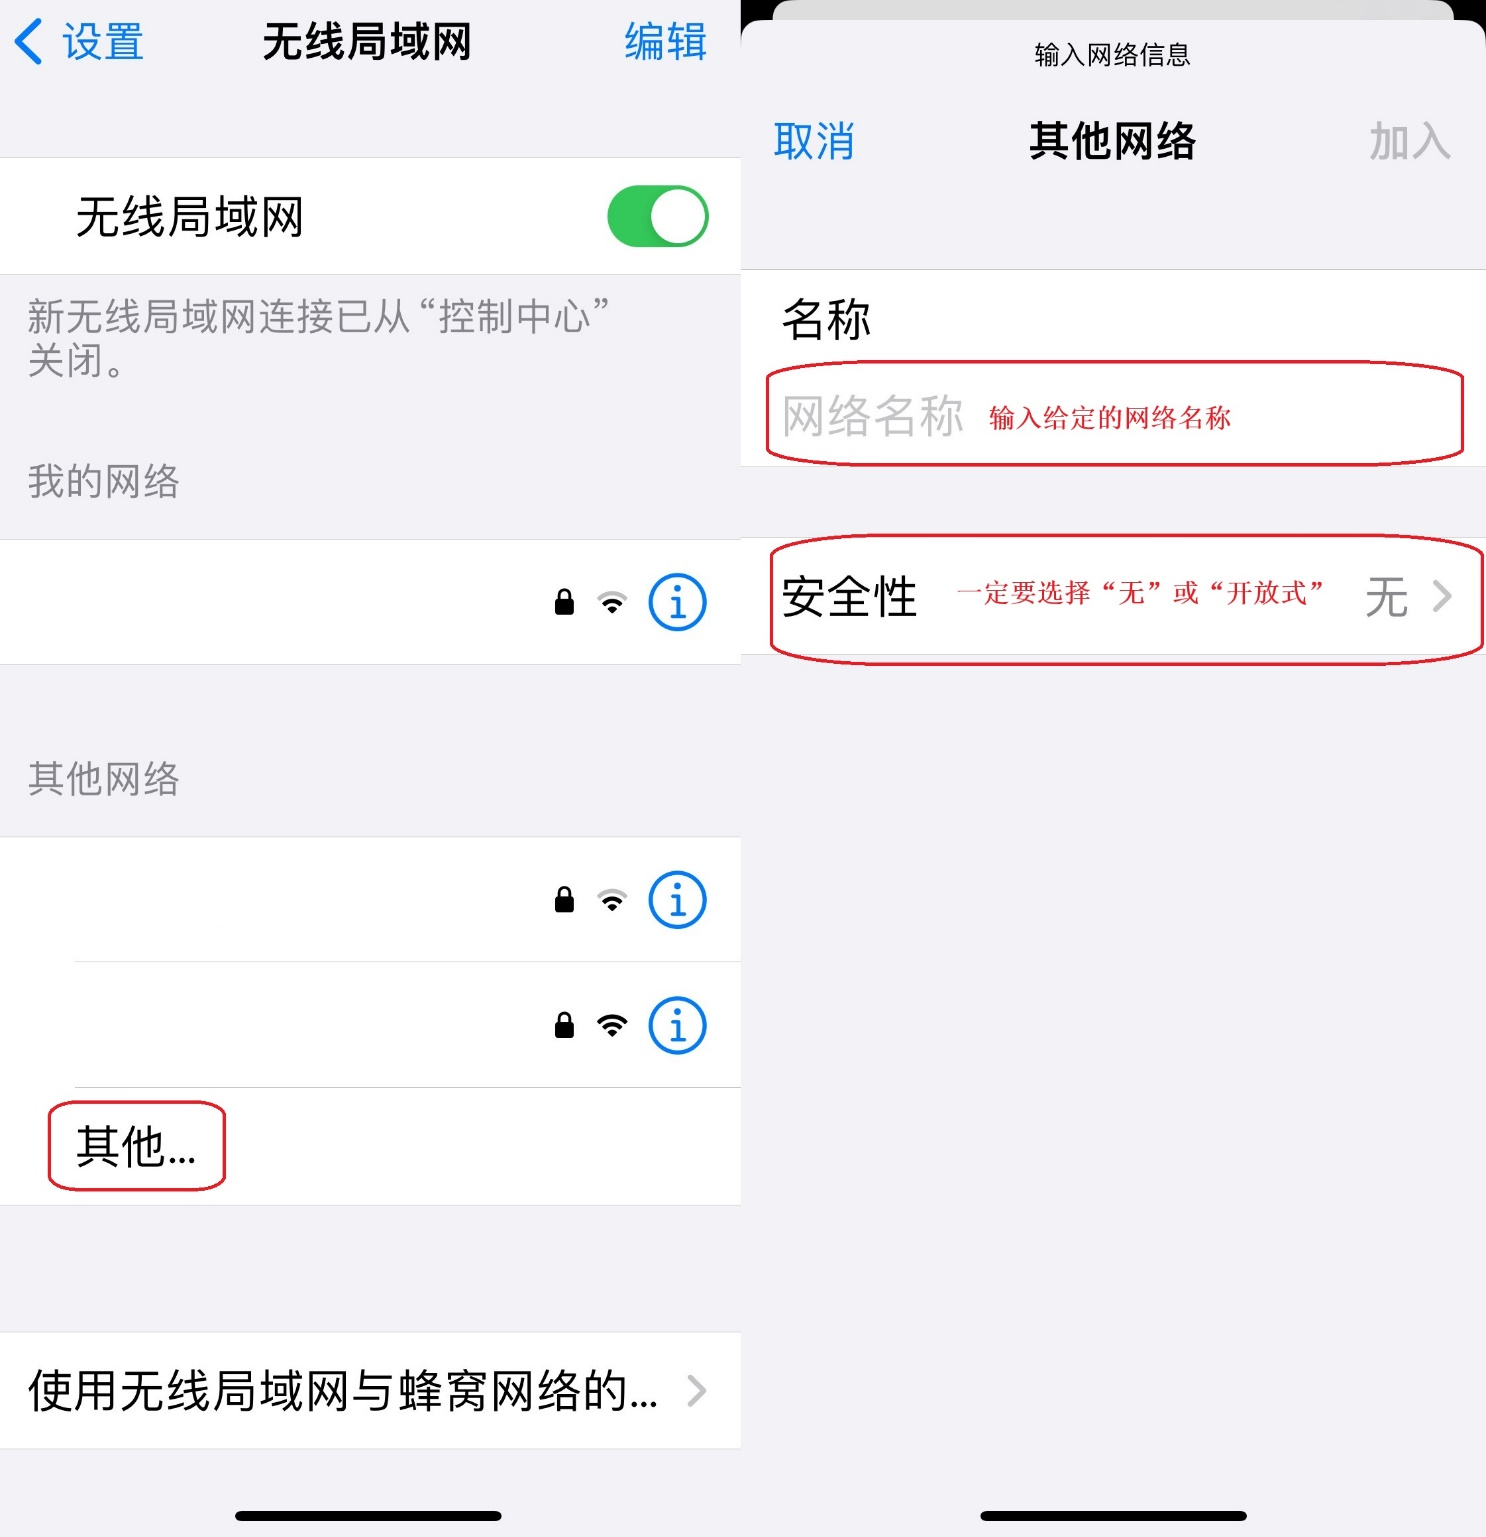 设置
无线局域网
编辑
无线局域网
新无线局域网连接已从“控制中心”
关闭。
我的网络
其他网络
其他...
使用无线局域网与蜂窝网络的...
输入网络信息
取消
其他网络
加入
名称
网络名称 输入给定的网络名称
安全性 一定要选择“无”或“开放式” 无